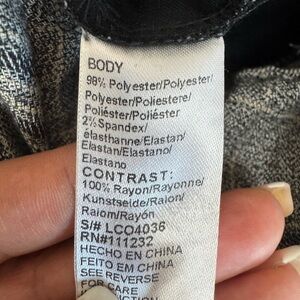 BODY
98% Polyester/Polyester/
Polyester/Poliestere/
Poliéster/Poliéster
2% Spandex/
élasthanne/Elastan/
Elastan/Elastano/
Elastano
CONTRAST:
100% Rayon/Rayonne/
Kunstseide/Raion/
Raiom/Rayón
S/# LCO4036
RN#111232
HECHO EN CHINA
FEITO EM CHINA
SEE REVERSE
FOR CARE